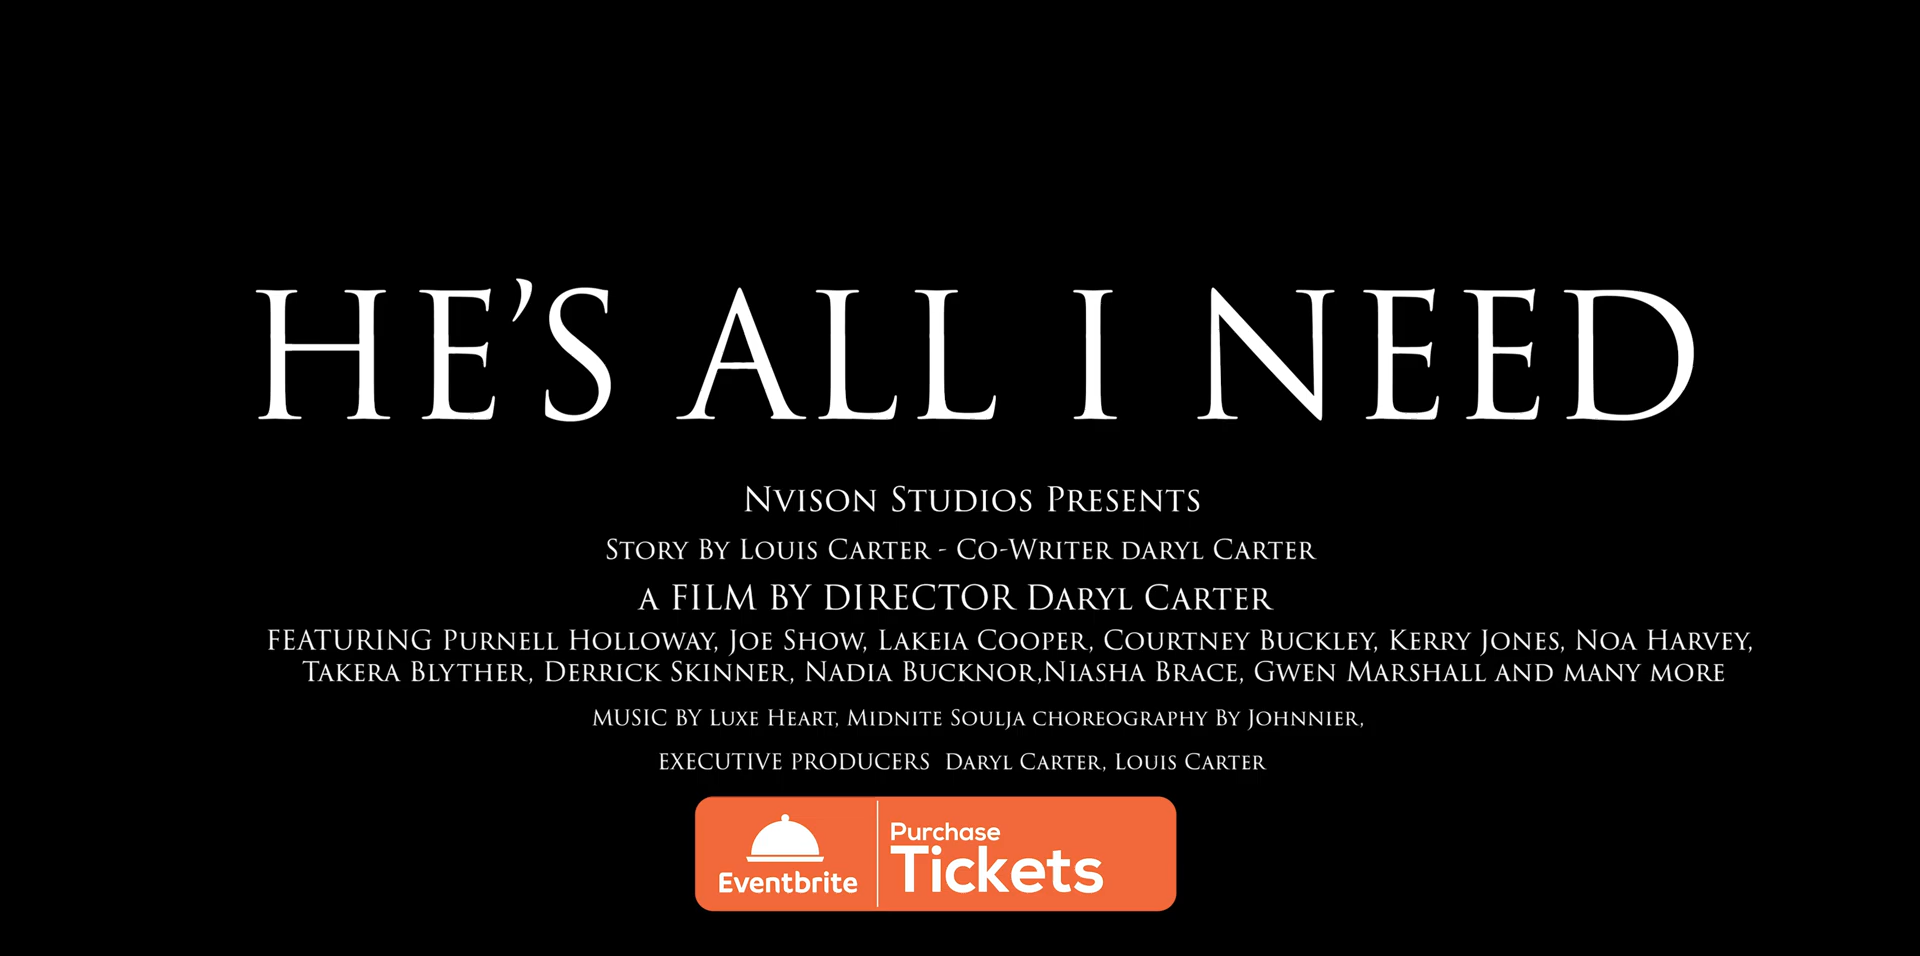 HE'S ALL I NEED
Nvison Studios Presents
Story By Louis Carter - Co-Writer daryl Carter
a FILM BY DIRECTOR Daryl Carter
FEATURING Purnell Holloway, Joe Show, Lakeia Cooper, Courtney Buckley, Kerry Jones, Noa Harvey,
Takera Blyther, Derrick Skinner, Nadia Bucknor,Niasha Brace, Gwen Marshall and many more
MUSIC BY Luxe Heart, Midnite Soulja choreography By Johnnier,
EXECUTIVE PRODUCERS Daryl Carter, Louis Carter
Eventbrite
Purchase
Tickets